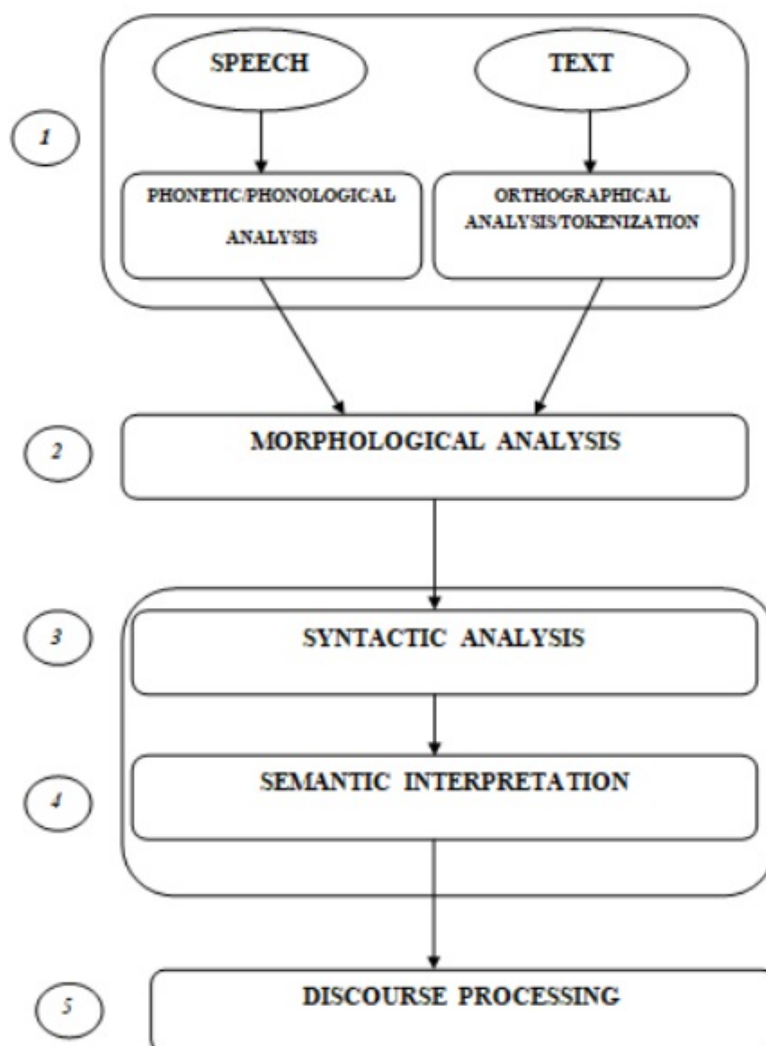 SPEECH
TEXT
1
PHONETIC/PHONOLOGICAL
ANALYSIS
ORTHOGRAPHICAL
ANALYSIS/TOKENIZATION
2
MORPHOLOGICAL ANALYSIS
3
SYNTACTIC ANALYSIS
4
SEMANTIC INTERPRETATION
5
DISCOURSE PROCESSING